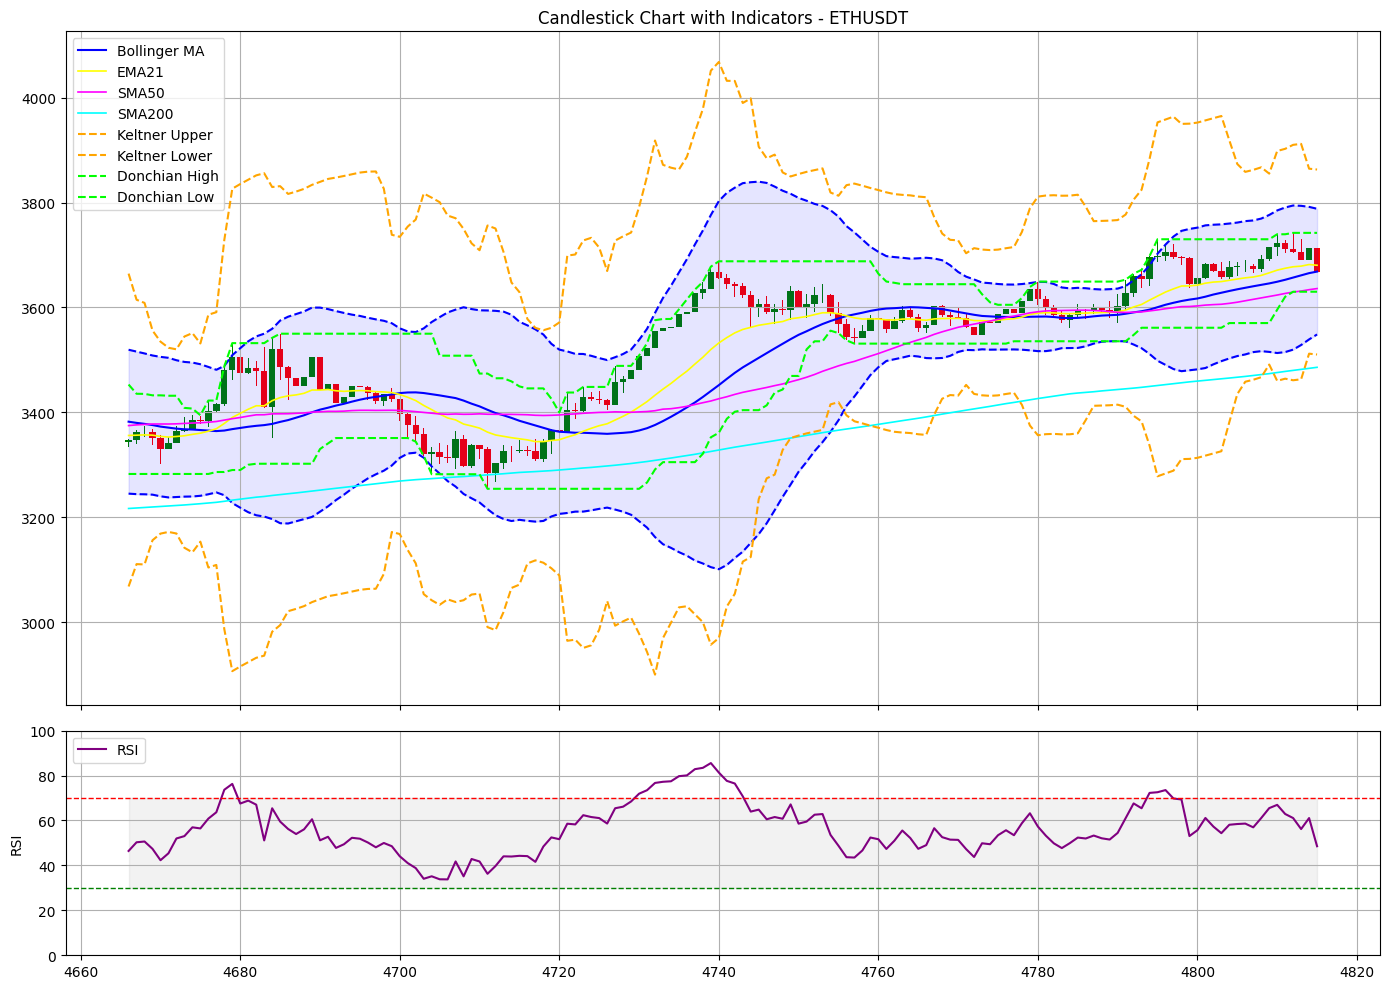 Candlestick Chart with Indicators - ETHUSDT
Bollinger MA
EMA21
SMA50
SMA200
Keltner Upper
Keltner Lower
Donchian High
Donchian Low
4000
3800
3600
3400
3200
3000
RSI
100
80
60
40
20
0
RSI
4660
4680
4700
4720
4740
4760
4780
4800
4820